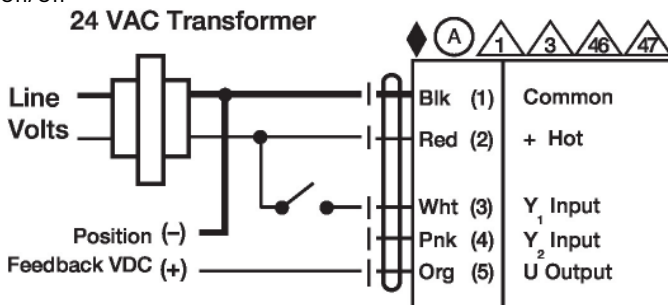 24 VAC Transformer
A 1 3 46 47
Line
Volts
Blk (1) Common
Red (2) + Hot
Wht (3) Y1 Input
Pnk (4) Y2 Input
Org (5) U Output
Position (–)
Feedback VDC (+)